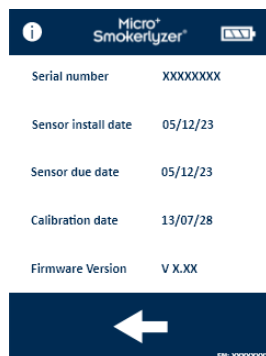 i
Micro+
Smokerlyzer®
Serial number XXXXXXXX
Sensor install date 05/12/23
Sensor due date 05/12/23
Calibration date 13/07/28
Firmware Version V X.XX